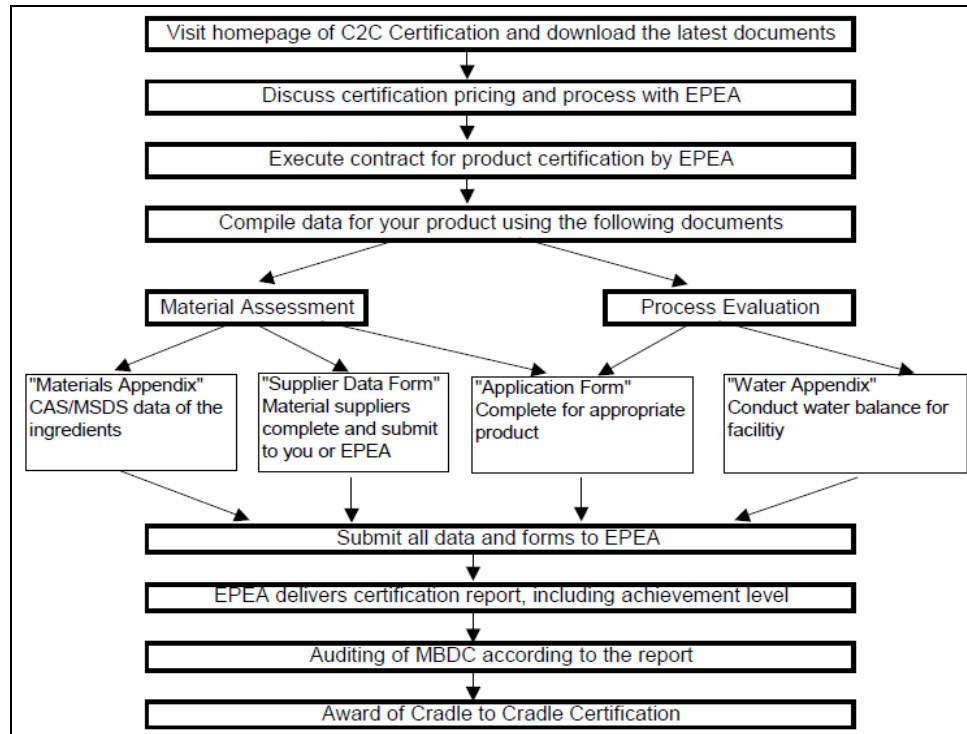 Visit homepage of C2C Certification and download the latest documents
Discuss certification pricing and process with EPEA
Execute contract for product certification by EPEA
Compile data for your product using the following documents
Material Assessment
Process Evaluation
"Materials Appendix"
CAS/MSDS data of the
ingredients
"Supplier Data Form"
Material suppliers
complete and submit
to you or EPEA
"Application Form"
Complete for appropriate
product
"Water Appendix"
Conduct water balance for
facilitiy
Submit all data and forms to EPEA
EPEA delivers certification report, including achievement level
Auditing of MBDC according to the report
Award of Cradle to Cradle Certification